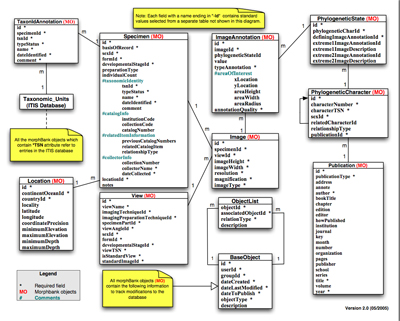 TaxonIdAnnotation (MO)
id *
specimenId *
tsnId *
typeStatus *
name *
dateIdentified *
comment
Taxonomic_Units
(ITIS Database)
All the morphBank objects which
contain *TSN attribute refer to
entries in the ITIS database
Location (MO)
id *
continentOceanId *
countryId *
locality
latitude
longitude
coordinatePrecision
minimumElevation
maximumElevation
minimumDepth
maximumDepth
Legend
* Required field
MO Morphbank objects
# Comments
Note: Each field with a name ending in "-Id" contains standard
values selected from a separate table not shown in this diagram.
Specimen (MO)
id *
basisOfRecord *
sexId *
formId *
developmentalStageId *
preparationType
individualCount
#taxonomicIdentity
tsnId *
typeStatus *
name *
dateIdentified
comment
#catalogInfo
institutionCode
collectionCode
catalogNumber
#relatedItemInformation
previousCatalogNumbers
relatedCatalogItem
relationshipType
#collectorInfo
collectionNumber
collectorName *
dateCollected *
locationId *
notes
View (MO)
id *
viewName *
imagingTechniqueId *
imagingPreparationTechniqueId *
specimenPartId *
viewAngleId *
sexId *
formId *
developmentalStageId *
viewTSN *
isStandardView *
standardImageId *
All morphbank objects (MO)
contain the following information
to track modifications to the
database
ImageAnnotation (MO)
id *
imageId *
phylogeneticStateId
value
typeAnnotation *
#areaOfInterest
xLocation
yLocation
areaHeight
areaWidth
areaRadius
annotationQuality *
Image (MO)
id *
specimenId *
viewId *
imageHeight *
imageWidth *
resolution *
magnification *
imageType *
ObjectList
objectId *
associatedObjectId *
relationType *
description
BaseObject
id *
userId *
groupId *
dateCreated *
dateLastModified *
dateToPublish *
objectType *
description
PhylogeneticState (MO)
id *
phylogeneticCharId *
definingImageAnnotationId *
extreme1ImageAnnotationId
extreme1ImageDescription
extreme2ImageAnnotationId
extreme2ImageDescription
PhylogeneticCharacter (MO)
id *
characterNumber *
characterTSN *
sexId *
relatedCharacterId
relationshipType
publicationId *
Publication (MO)
id *
publicationType *
address
annote
author *
bookTitle
chapter
edition
editor
howPublished
institution
journal
key
month
number
organization
pages
publisher
school
series
title *
volume
year *
Version 2.0 (05/2005)
m
1